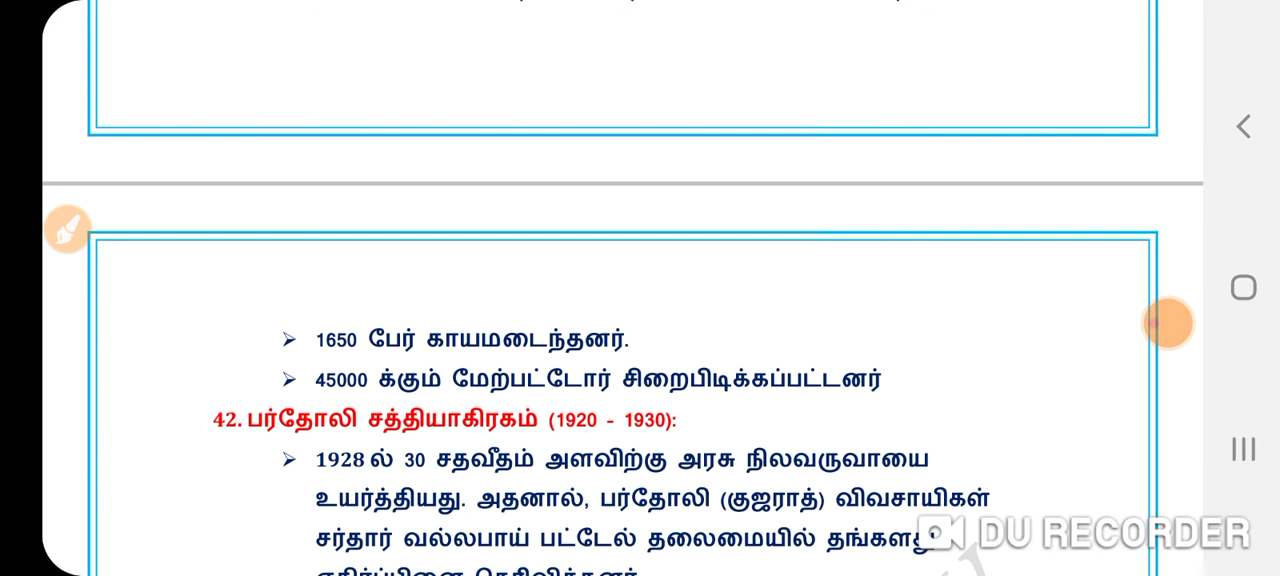 ➢ 1650 பேர் காயமடைந்தனர்.
➢ 45000 க்கும் மேற்பட்டோர் சிறைபிடிக்கப்பட்டனர்
42. பர்தோலி சத்தியாகிரகம் (1920 - 1930):
➢ 1928 ல் 30 சதவீதம் அளவிற்கு அரசு நிலவருவாயை
உயர்த்தியது. அதனால், பர்தோலி (குஜராத்) விவசாயிகள்
சர்தார் வல்லபாய் பட்டேல் தலைமையில் தங்களது
DU RECORDER